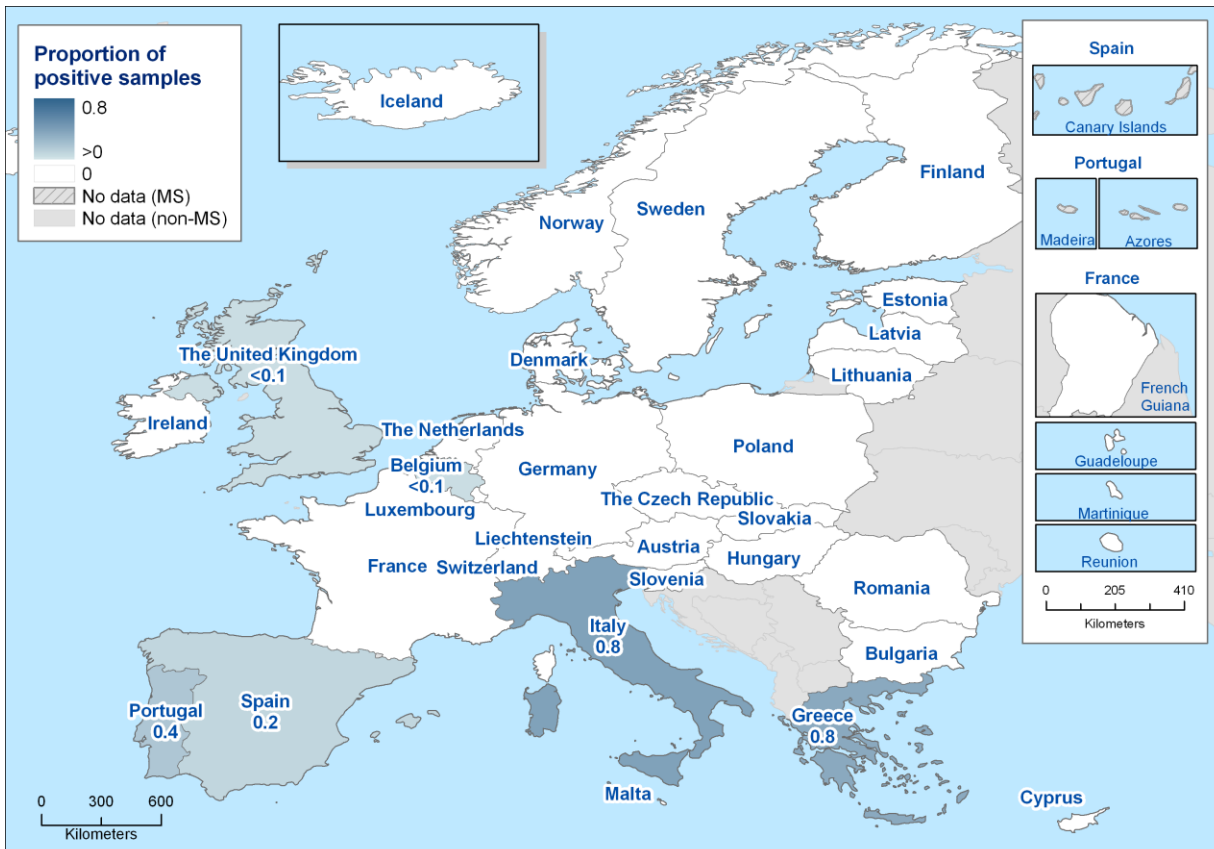 Proportion of
positive samples
0.8
>0
0
No data (MS)
No data (non-MS)
Iceland
Norway
Sweden
Finland
Estonia
Latvia
Lithuania
Denmark
The United Kingdom
<0.1
Ireland
The Netherlands
Belgium
<0.1
Luxembourg
Germany
Poland
The Czech Republic
Slovakia
Liechtenstein
Austria
Hungary
France
Switzerland
Slovenia
Romania
Italy
0.8
Bulgaria
Portugal
0.4
Spain
0.2
Greece
0.8
Malta
Cyprus
0 300 600
Kilometers
Spain
Canary Islands
Portugal
Madeira
Azores
France
French
Guiana
Guadeloupe
Martinique
Reunion
0 205 410
Kilometers